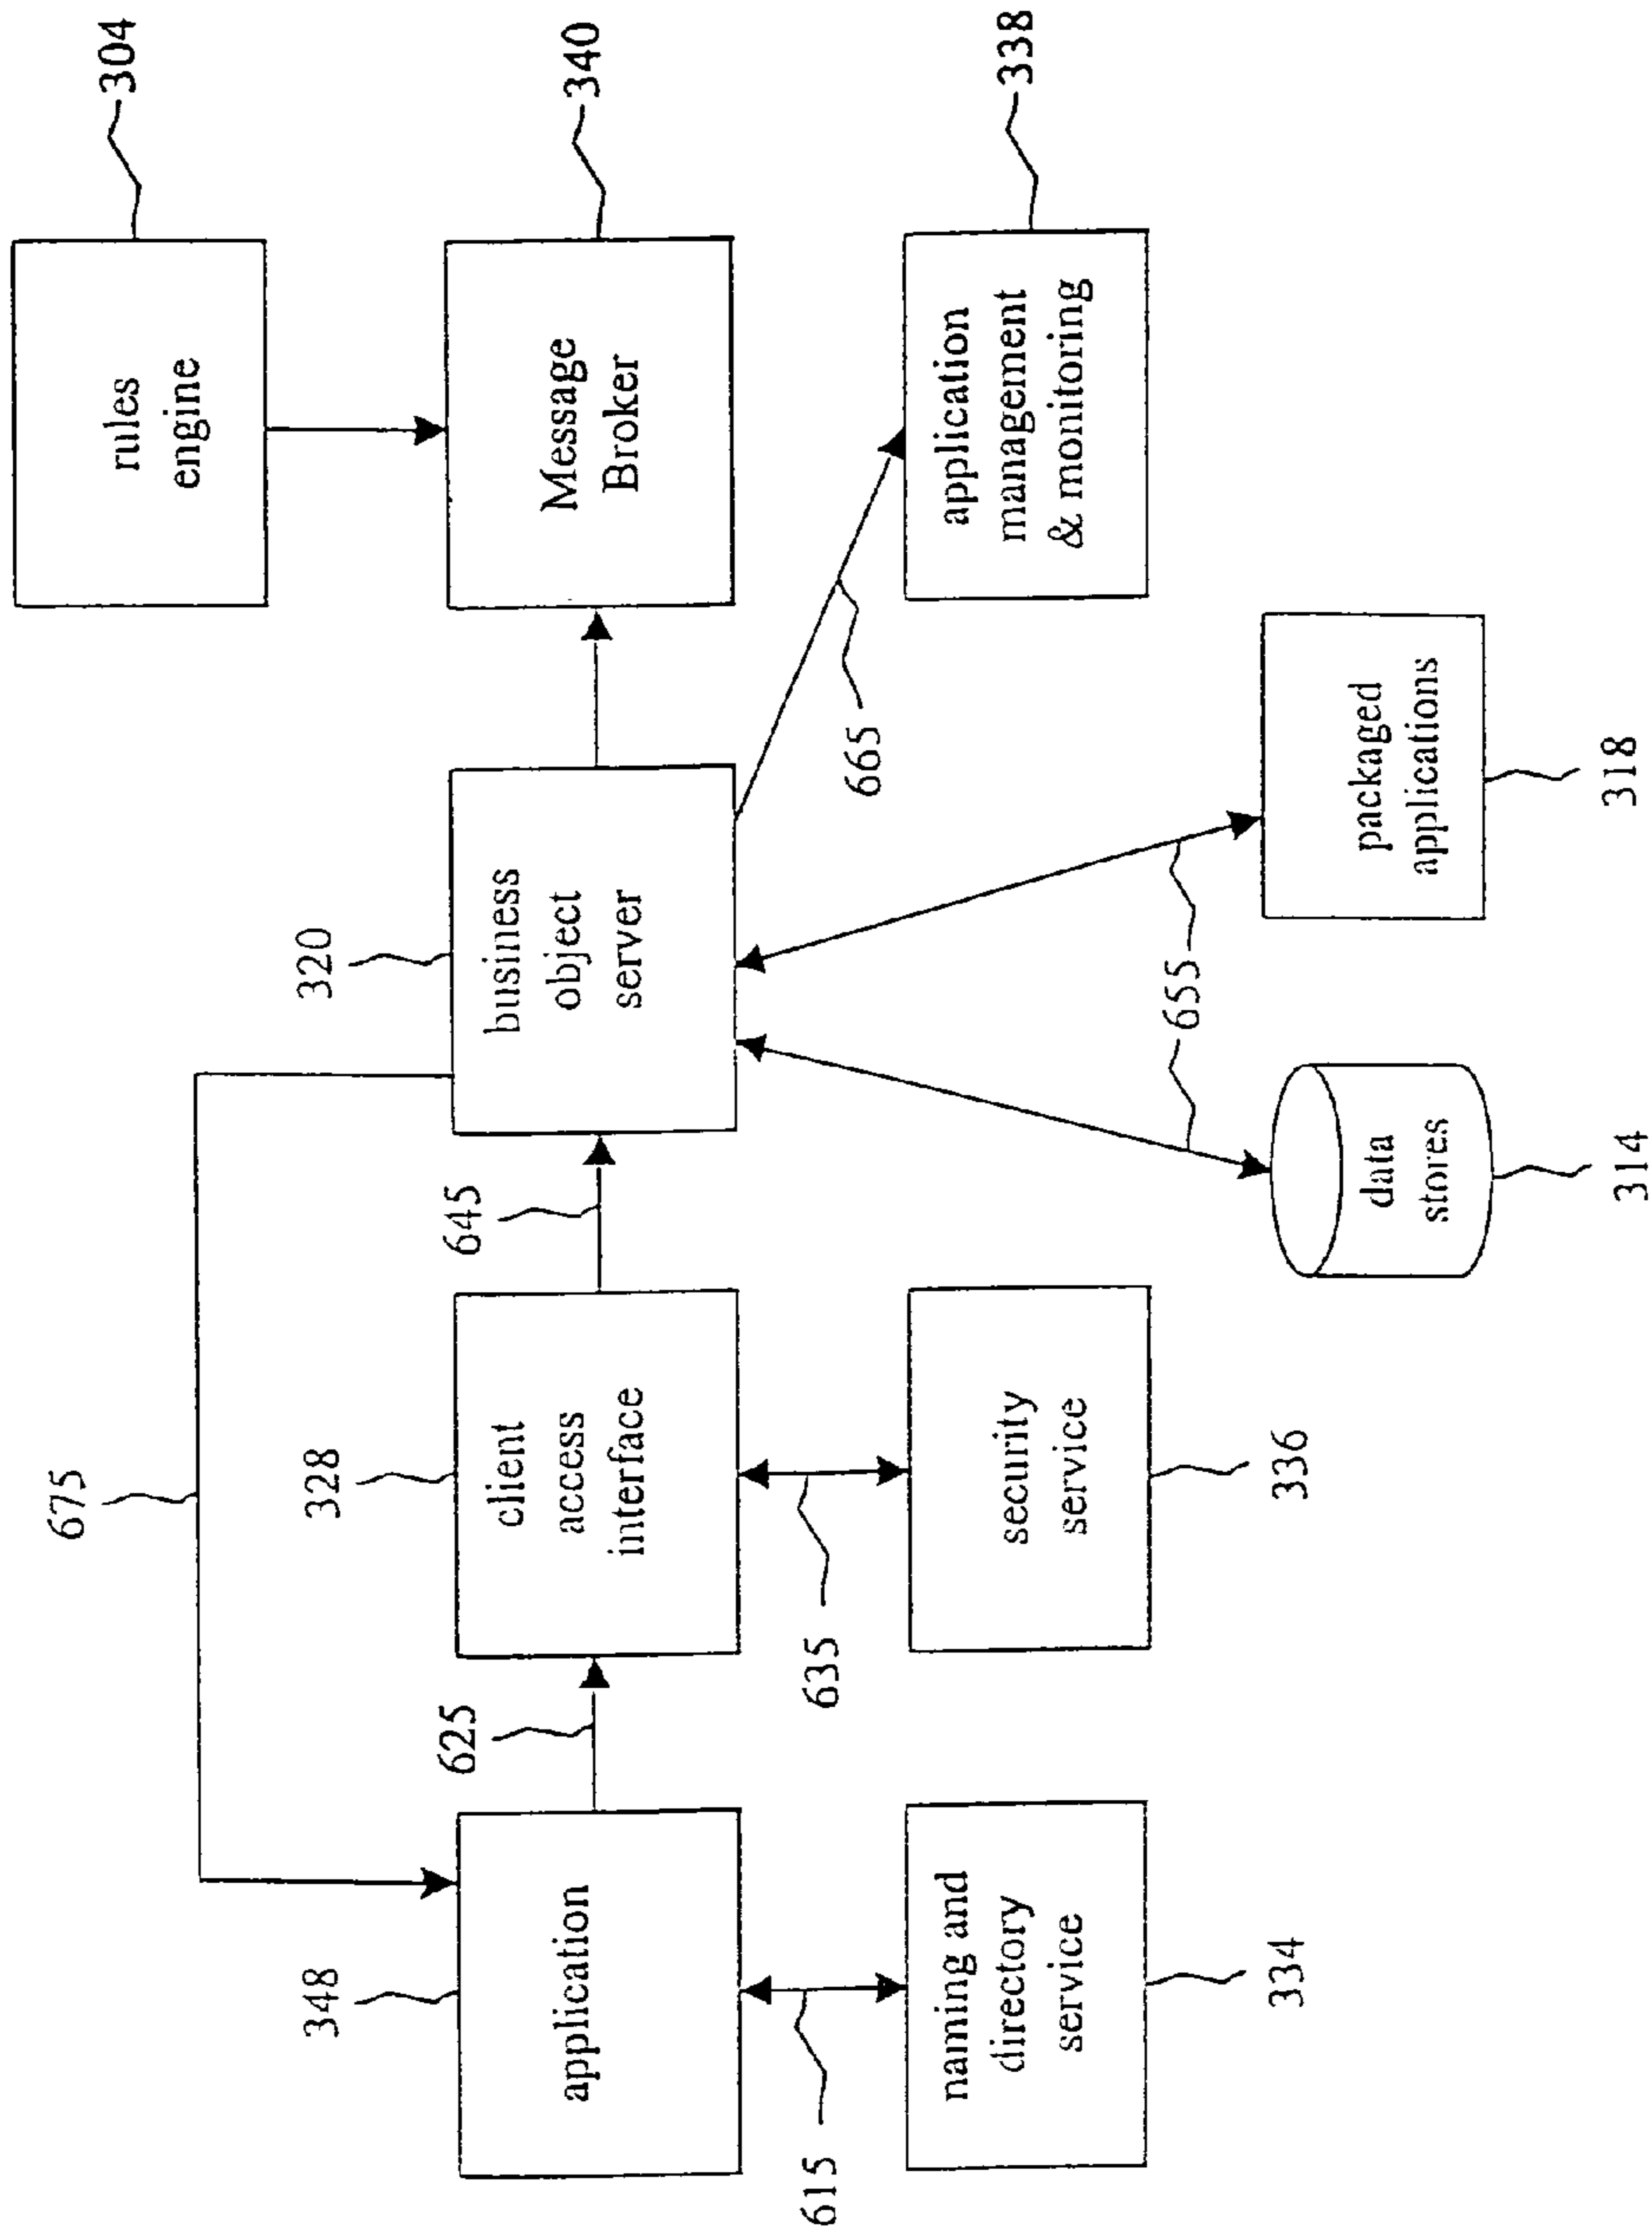 rules
engine
304
Message
Broker
340
application
management
& monitoring
338
665
320
business
object
server
packaged
applications
318
655
data
stores
314
675
645
328
client
access
interface
635
security
service
336
625
348
application
615
naming and
directory
service
334